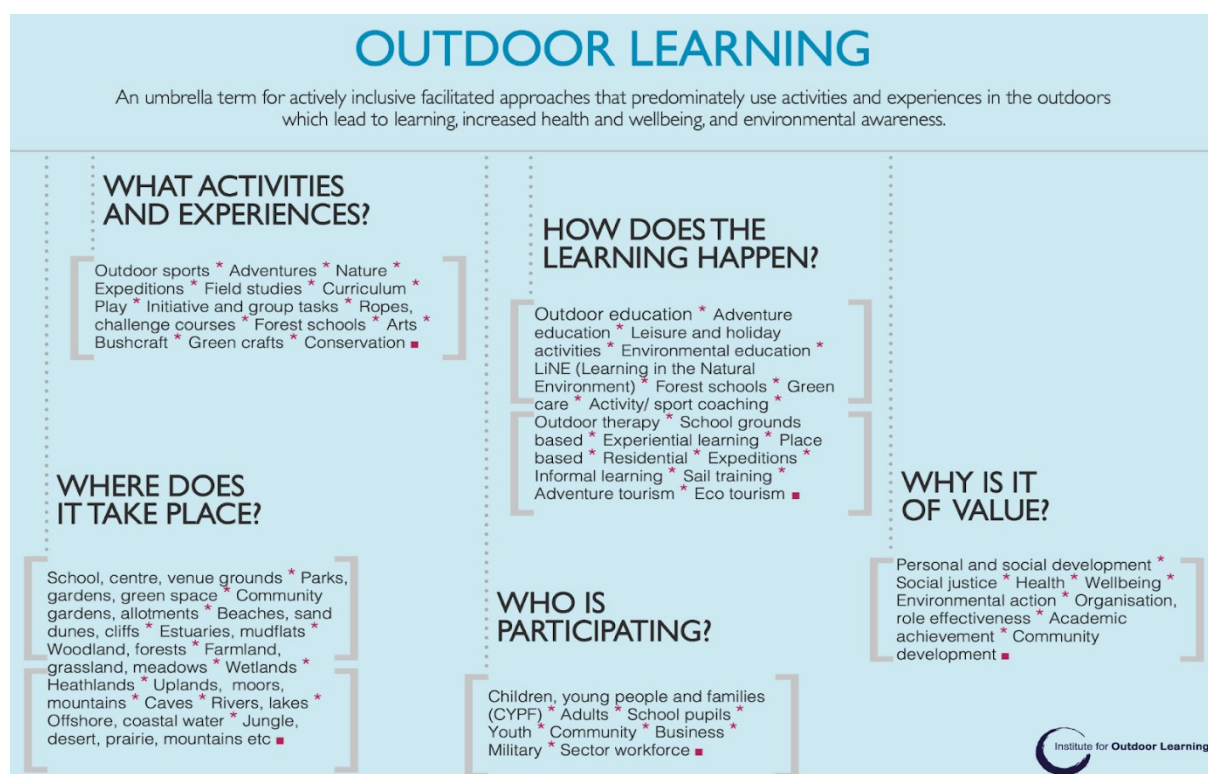 OUTDOOR LEARNING
An umbrella term for actively inclusive facilitated approaches that predominately use activities and experiences in the outdoors
which lead to learning, increased health and wellbeing, and environmental awareness.
WHAT ACTIVITIES
AND EXPERIENCES?
Outdoor sports * Adventures * Nature *
Expeditions * Field studies * Curriculum *
Play * Initiative and group tasks * Ropes,
challenge courses * Forest schools * Arts *
Bushcraft * Green crafts * Conservation ■
WHERE DOES
IT TAKE PLACE?
School, centre, venue grounds * Parks,
gardens, green space * Community
gardens, allotments * Beaches, sand
dunes, cliffs * Estuaries, mudflats *
Woodland, forests * Farmland,
grassland, meadows * Wetlands *
Heathlands * Uplands, moors,
mountains * Caves * Rivers, lakes *
Offshore, coastal water * Jungle,
desert, prairie, mountains etc ■
HOW DOES THE
LEARNING HAPPEN?
Outdoor education * Adventure
education * Leisure and holiday
activities * Environmental education *
LiNE (Learning in the Natural
Environment) * Forest schools * Green
care * Activity/ sport coaching *
Outdoor therapy * School grounds
based * Experiential learning * Place
based * Residential * Expeditions *
Informal learning * Sail training *
Adventure tourism * Eco tourism ■
WHO IS
PARTICIPATING?
Children, young people and families
(CYPF) * Adults * School pupils *
Youth * Community * Business *
Military * Sector workforce ■
WHY IS IT
OF VALUE?
Personal and social development *
Social justice * Health * Wellbeing *
Environmental action * Organisation,
role effectiveness * Academic
achievement * Community
development ■
Institute for Outdoor Learning